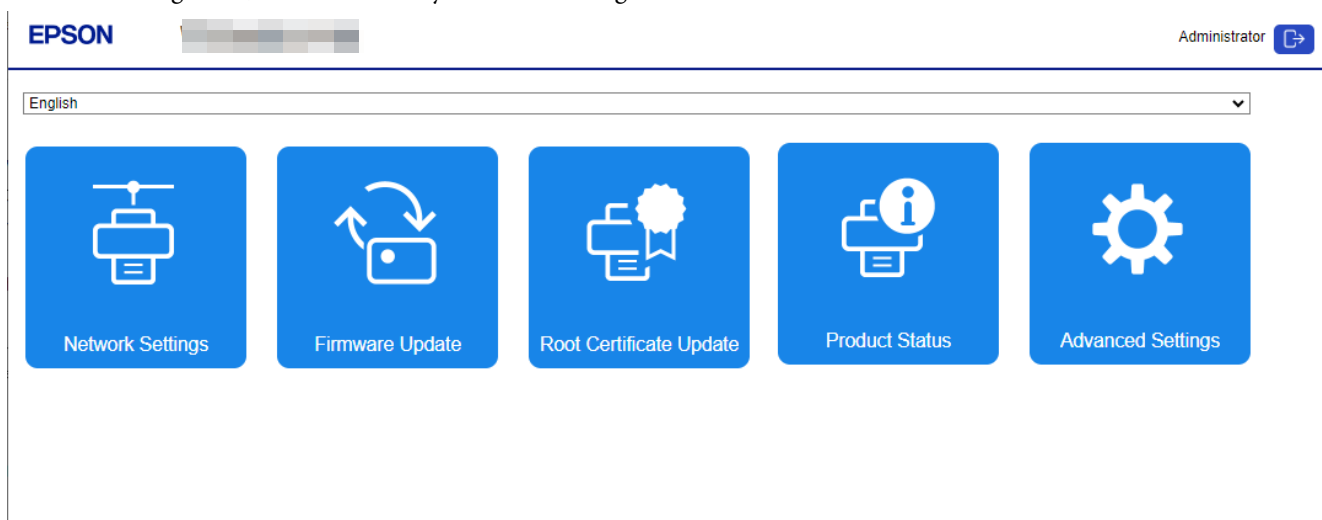 EPSON
Administrator
English
Network Settings
Firmware Update
Root Certificate Update
Product Status
Advanced Settings